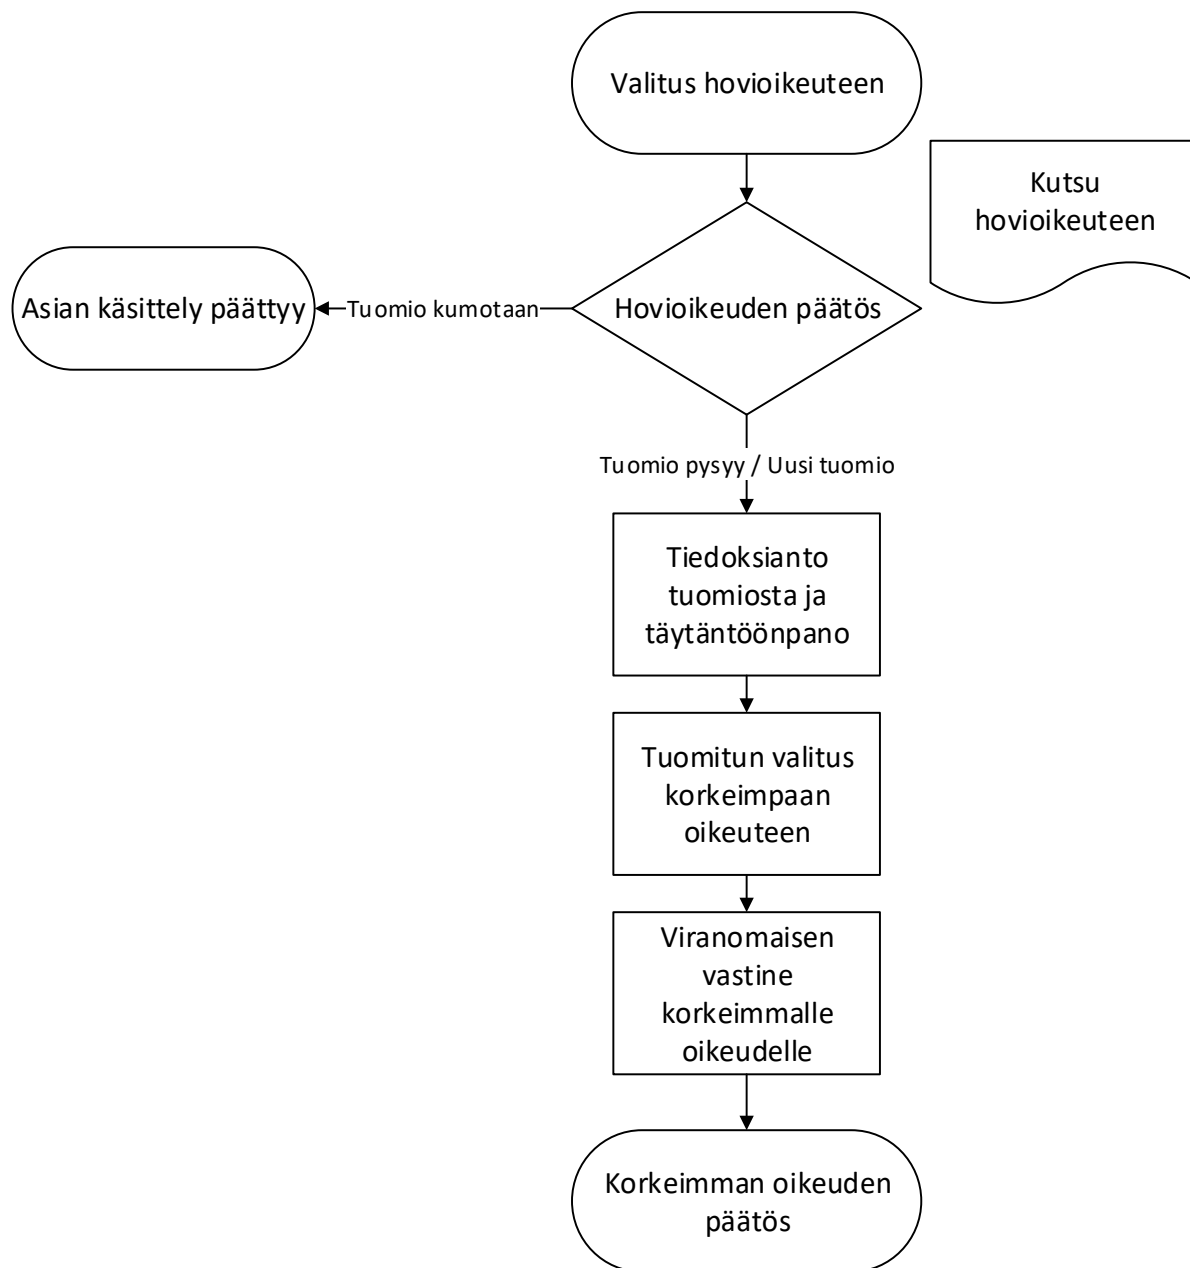 Valitus hovioikeuteen
Kutsu
hovioikeuteen
Asian käsittely päättyy
Tuomio kumotaan
Hovioikeuden päätös
Tuomio pysyy / Uusi tuomio
Tiedoksianto
tuomiosta ja
täytäntöönpano
Tuomitun valitus
korkeimpaan
oikeuteen
Viranomaisen
vastine
korkeimmalle
oikeudelle
Korkeimman oikeuden
päätös